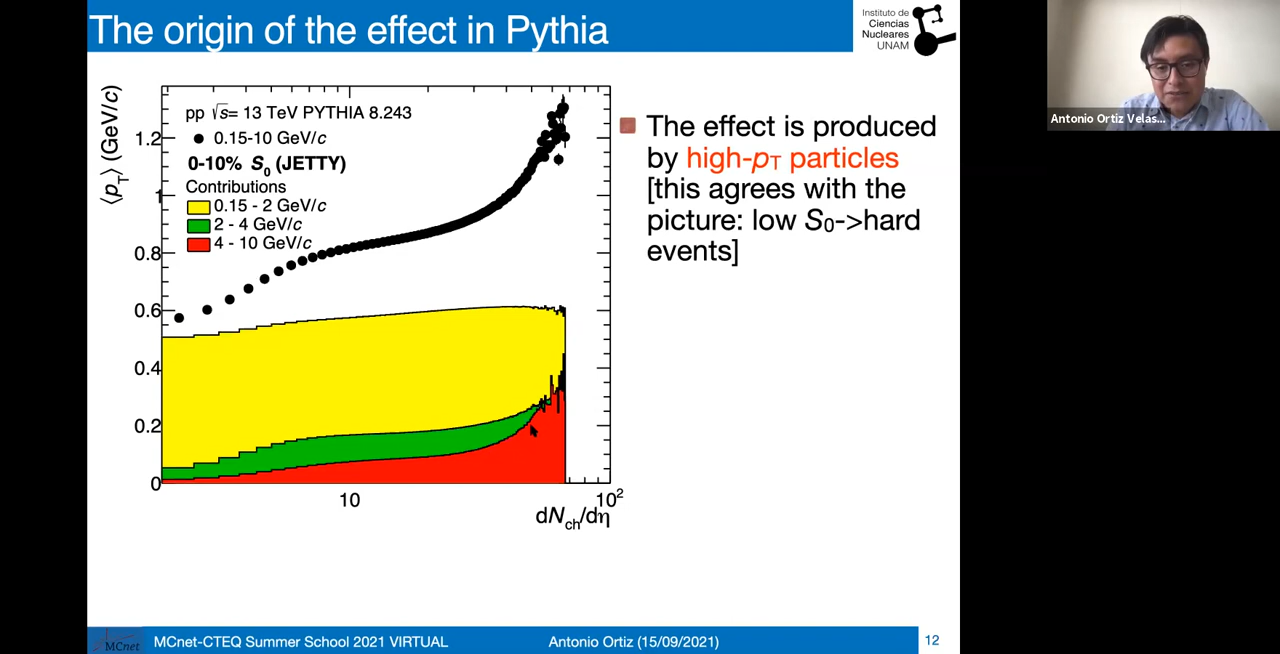 The origin of the effect in Pythia
Instituto de
Ciencias
Nucleares
UNAM
Antonio Ortiz Velas...
⟨pT⟩ (GeV/c)
pp √s= 13 TeV PYTHIA 8.243
0.15-10 GeV/c
0-10% S0 (JETTY)
Contributions
0.15 - 2 GeV/c
2 - 4 GeV/c
4 - 10 GeV/c
1.2
1
0.8
0.6
0.4
0.2
0
10
10²
dNch/dη
The effect is produced
by high-pT particles
[this agrees with the
picture: low S0->hard
events]
MCnet
MCnet-CTEQ Summer School 2021 VIRTUAL
Antonio Ortiz (15/09/2021)
12